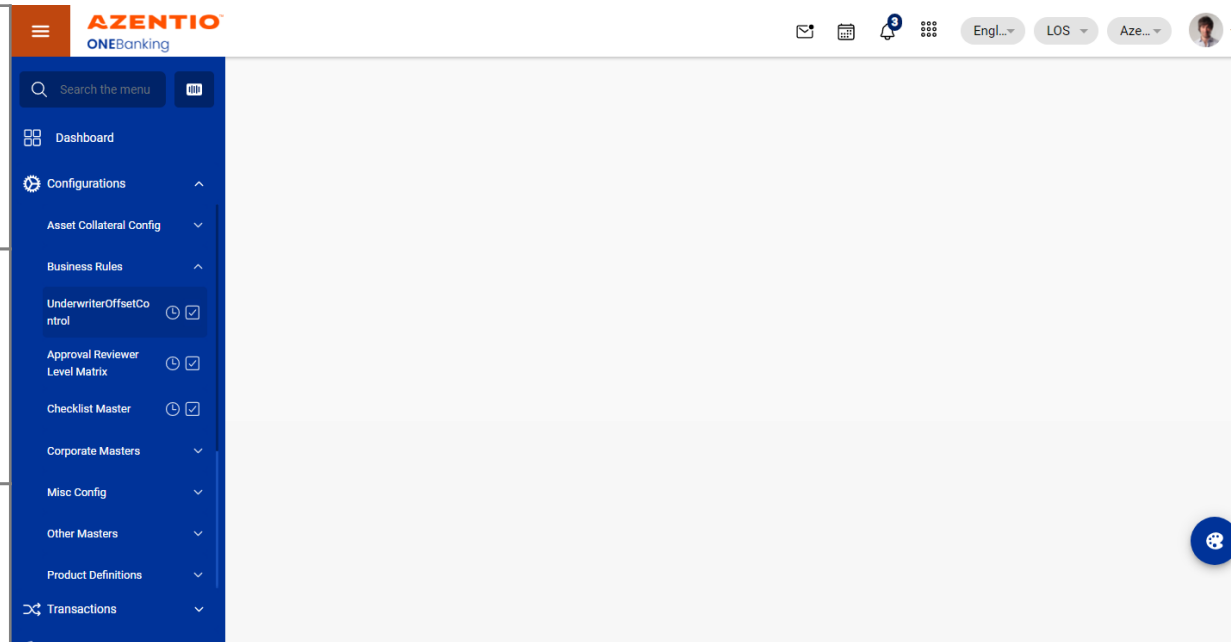 AZENTIO
ONEBanking
3
Engl...
LOS
Aze...
Search the menu
Dashboard
Configurations
Asset Collateral Config
Business Rules
UnderwriterOffsetCo
ntrol
Approval Reviewer
Level Matrix
Checklist Master
Corporate Masters
Misc Config
Other Masters
Product Definitions
Transactions